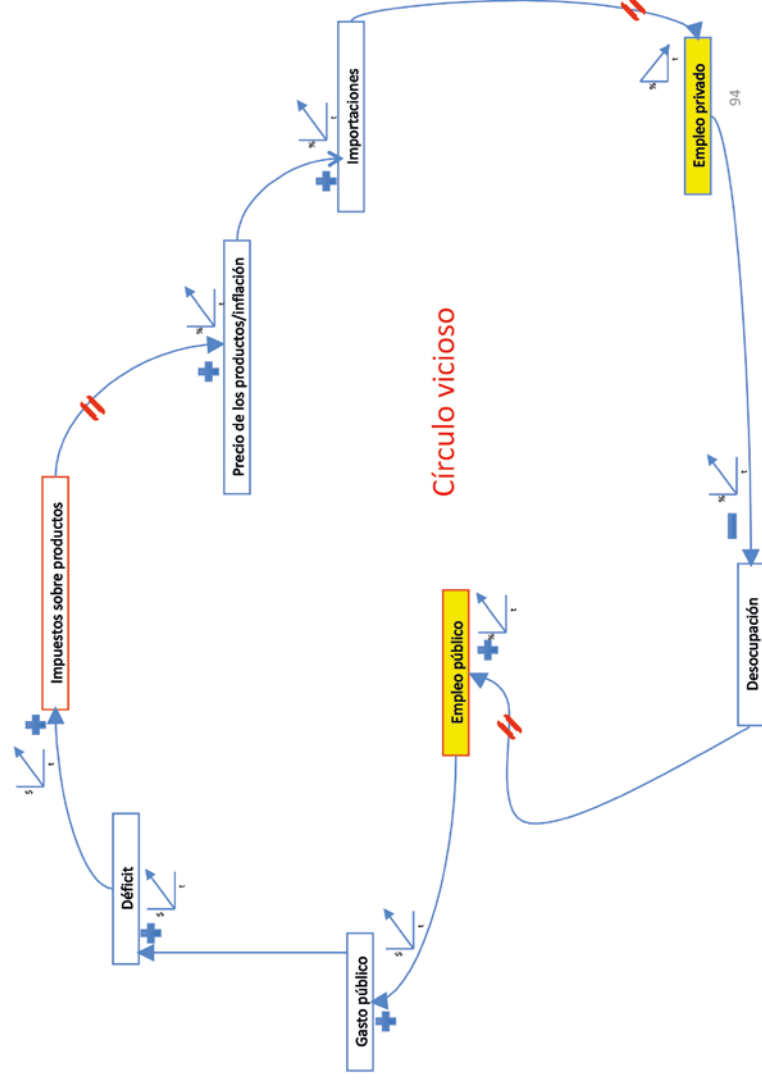 Impuestos sobre productos
$
t
%
t
Importaciones
%
t
Empleo privado
94
%
t
Precio de los productos/inflación
Déficit
$
t
Círculo vicioso
%
t
Desocupación
Empleo público
%
t
Gasto público
$
t